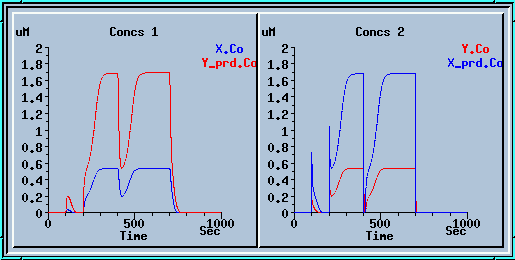 Concs 1
uM
X.Co
Y_prd.Co
2
1.8
1.6
1.4
1.2
1
0.8
0.6
0.4
0.2
0
0 500 1000
Time Sec
Concs 2
uM
Y.Co
X_prd.Co
2
1.8
1.6
1.4
1.2
1
0.8
0.6
0.4
0.2
0
0 500 1000
Time Sec